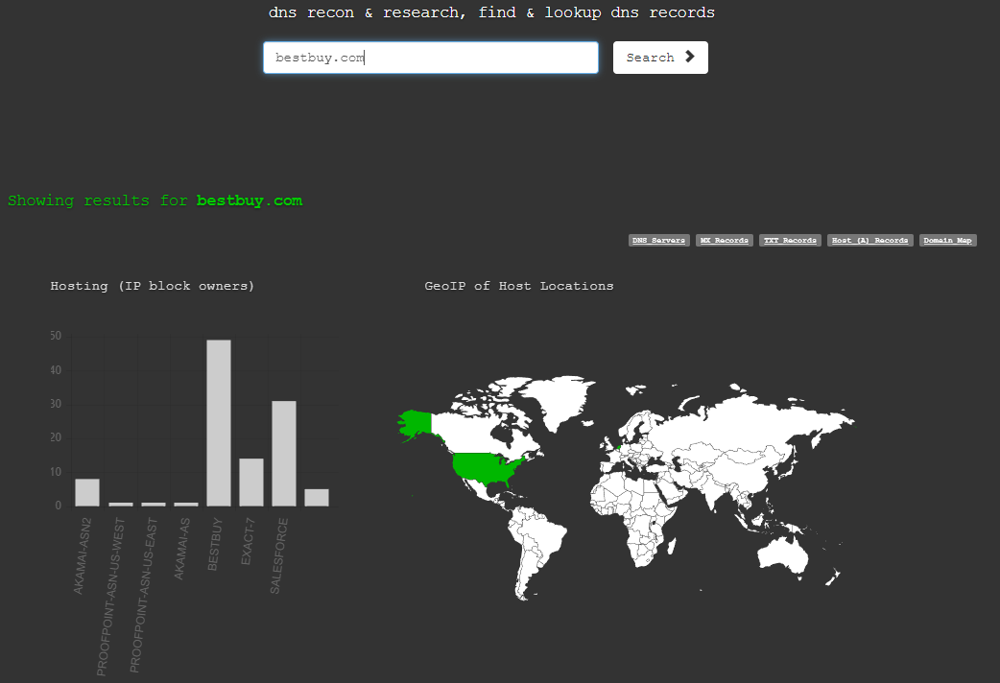 dns recon & research, find & lookup dns records
bestbuy.com
Search
Showing results for bestbuy.com
DNS Servers MX Records TXT Records Host (A) Records Domain Map
Hosting (IP block owners)
GeoIP of Host Locations
50
40
30
20
10
0
AKAMAI-ASN2
PROOFPOINT-ASN-US-WEST
PROOFPOINT-ASN-US-EAST
AKAMAI-AS
BESTBUY
EXACT-7
SALESFORCE